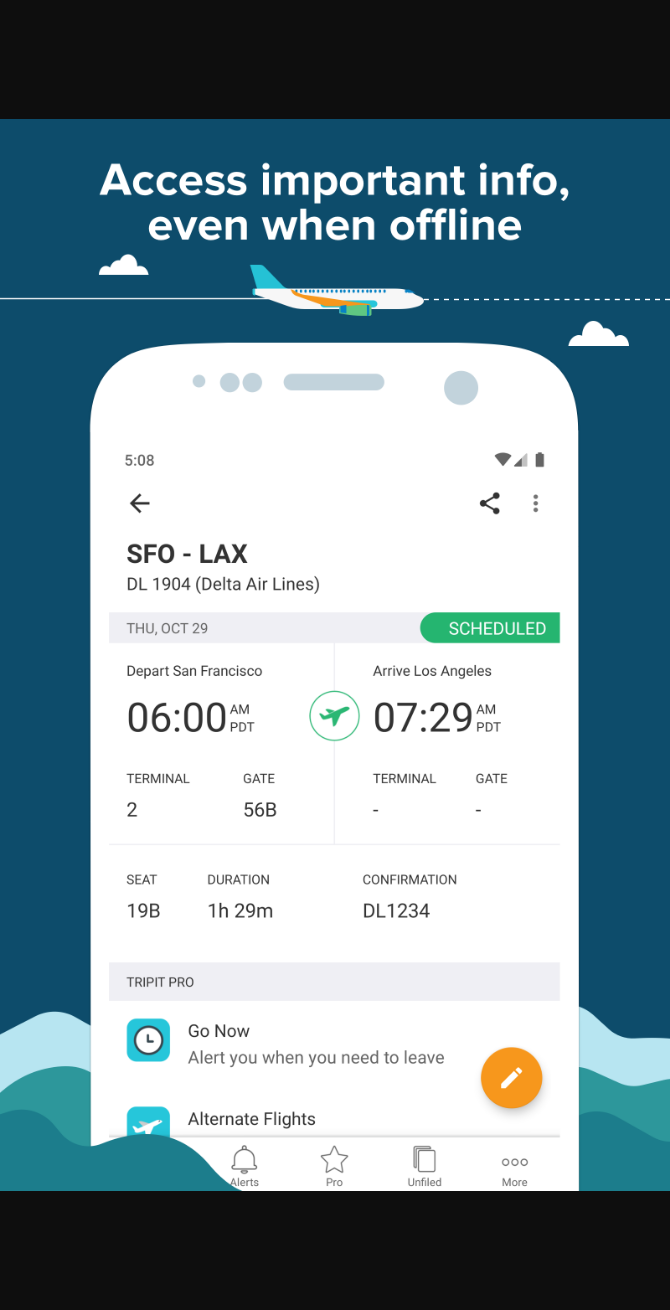 Access important info,
even when offline
5:08
SFO - LAX
DL 1904 (Delta Air Lines)
THU, OCT 29 SCHEDULED
Depart San Francisco Arrive Los Angeles
06:00 AM PDT 07:29 AM PDT
TERMINAL GATE TERMINAL GATE
2 56B - -
SEAT DURATION CONFIRMATION
19B 1h 29m DL1234
TRIPIT PRO
Go Now
Alert you when you need to leave
Alternate Flights
Alerts Pro Unfiled More